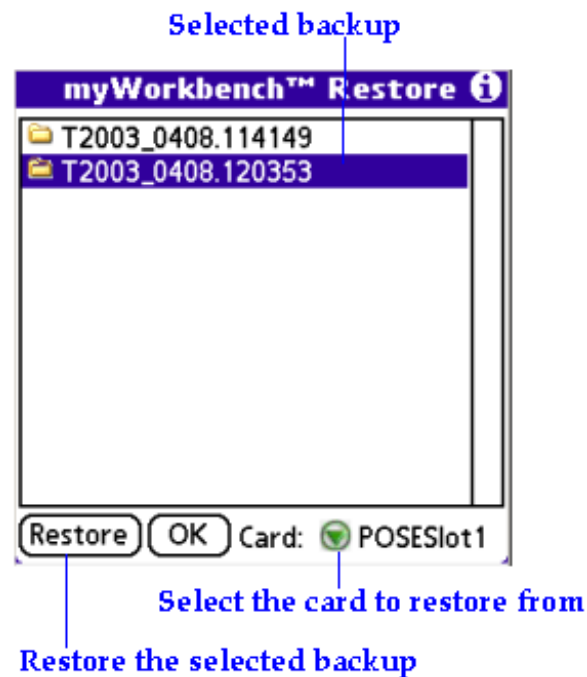 Selected backup
myWorkbench™ Restore i
T2003_0408.114149
T2003_0408.120353
Restore OK Card: POSESlot1
Select the card to restore from
Restore the selected backup